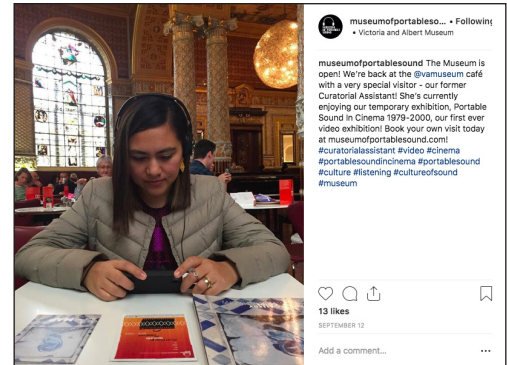 museumofportableso... • Following
• Victoria and Albert Museum
museumofportablesound The Museum is
open! We're back at the @vamuseum café
with a very special visitor - our former
Curatorial Assistant! She's currently
enjoying our temporary exhibition, Portable
Sound In Cinema 1979-2000, our first ever
video exhibition! Book your own visit today
at museumofportablesound.com!
#curatorialassistant #video #cinema
#portablesoundincinema #portablesound
#culture #listening #cultureofsound
#museum
13 likes
SEPTEMBER 12
Add a comment...